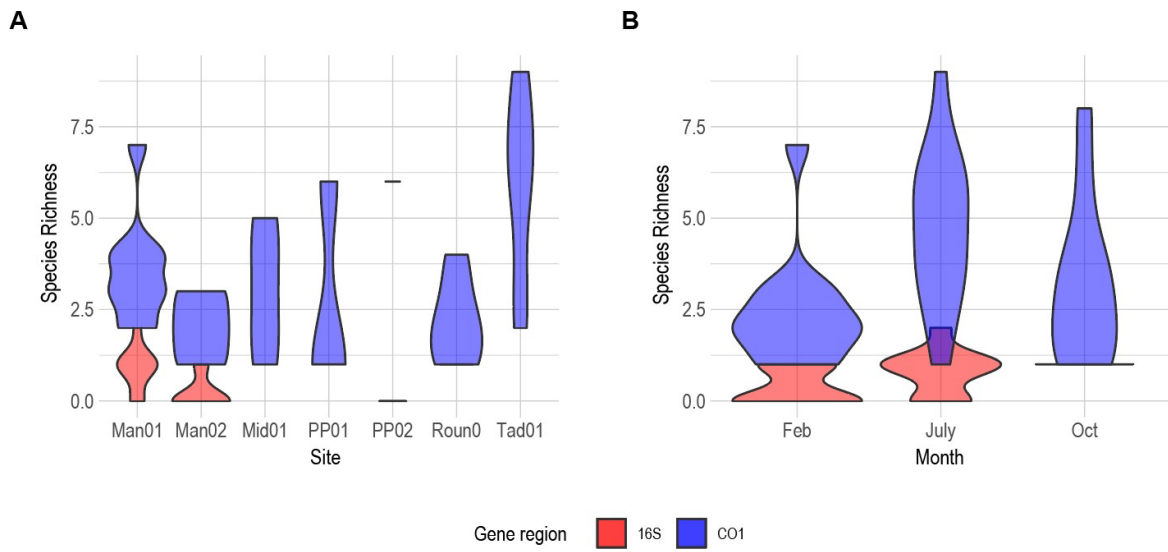 A
B
Species Richness
7.5
5.0
2.5
0.0
Man01 Man02 Mid01 PP01 PP02 Roun0 Tad01
Site
Species Richness
7.5
5.0
2.5
0.0
Feb July Oct
Month
Gene region 16S CO1